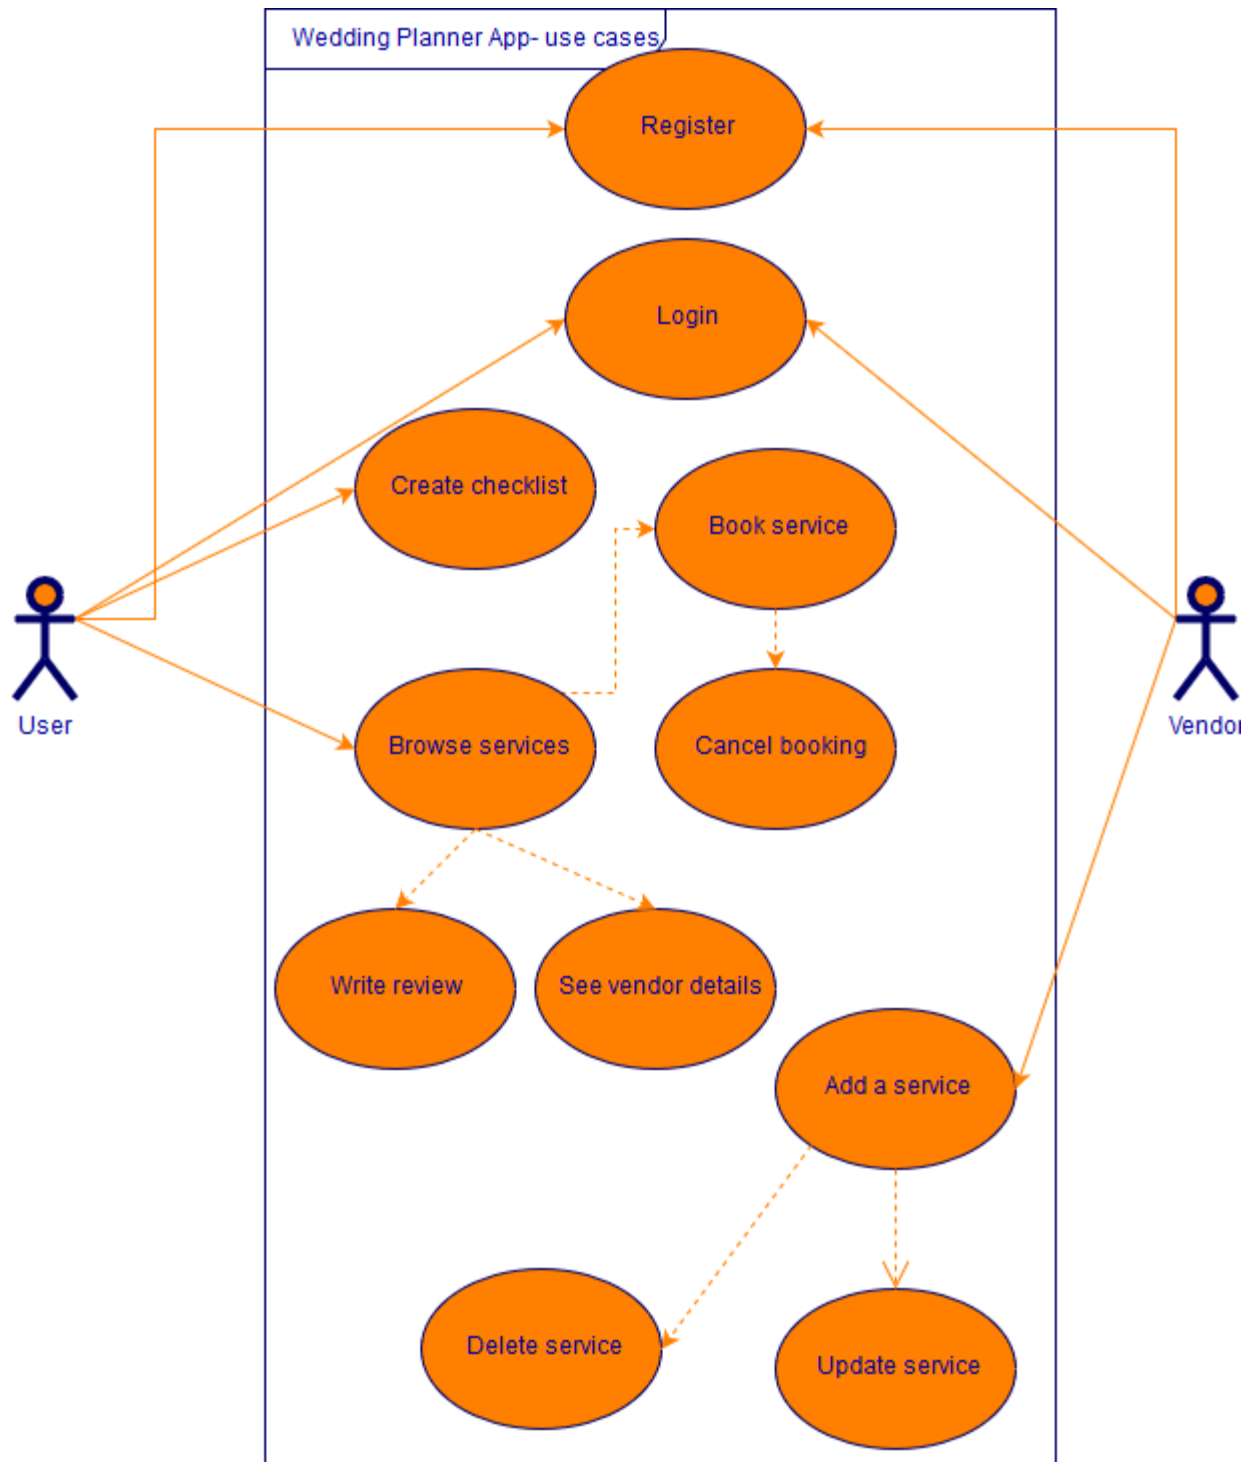 Wedding Planner App- use cases
Register
Login
Create checklist
Book service
User
Vendor
Browse services
Cancel booking
Write review
See vendor details
Add a service
Delete service
Update service